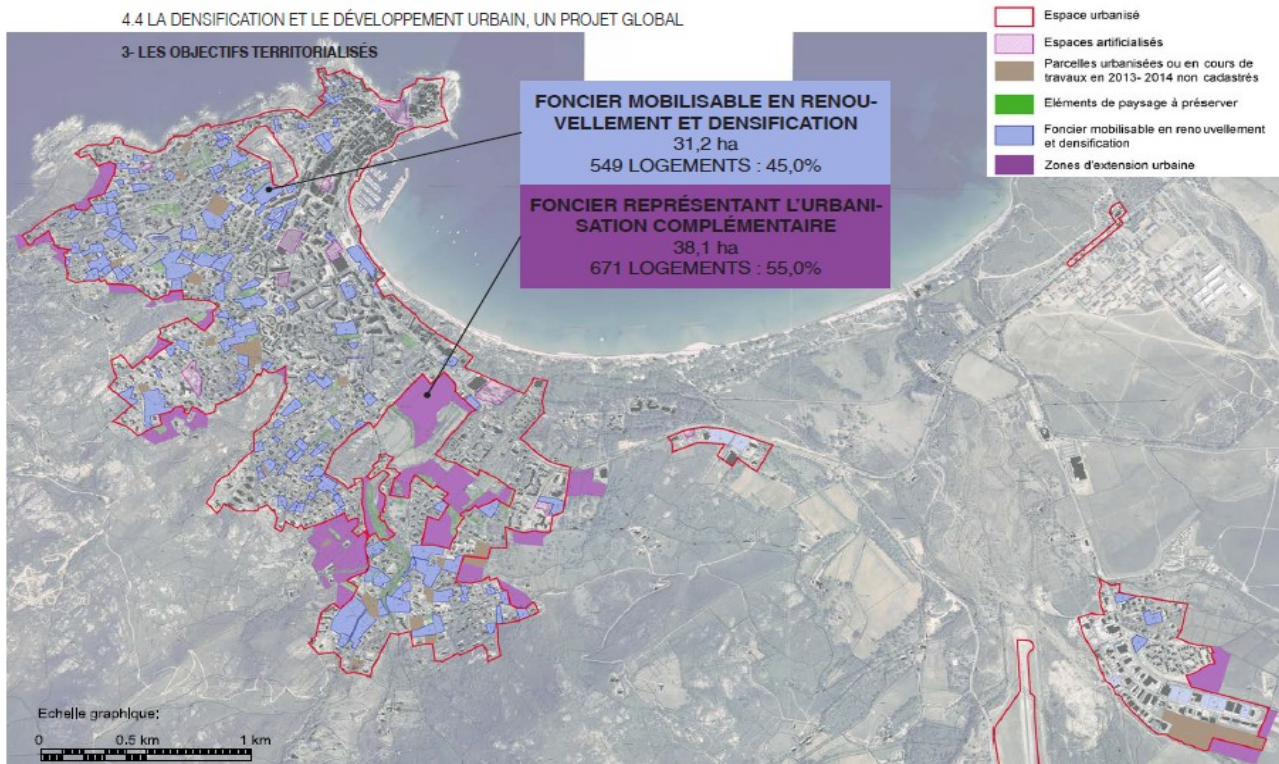 4.4 LA DENSIFICATION ET LE DÉVELOPPEMENT URBAIN, UN PROJET GLOBAL
3- LES OBJECTIFS TERRITORIALISÉS
Espace urbanisé
Espaces artificialisés
Parcelles urbanisées ou en cours de
travaux en 2013- 2014 non cadastrés
Eléments de paysage à préserver
Foncier mobilisable en renouvellement
et densification
Zones d'extension urbaine
FONCIER MOBILISABLE EN RENOU-
VELLEMENT ET DENSIFICATION
31,2 ha
549 LOGEMENTS : 45,0%
FONCIER REPRÉSENTANT L'URBANI-
SATION COMPLÉMENTAIRE
38,1 ha
671 LOGEMENTS : 55,0%
Echelle graphique:
0 0.5 km 1 km